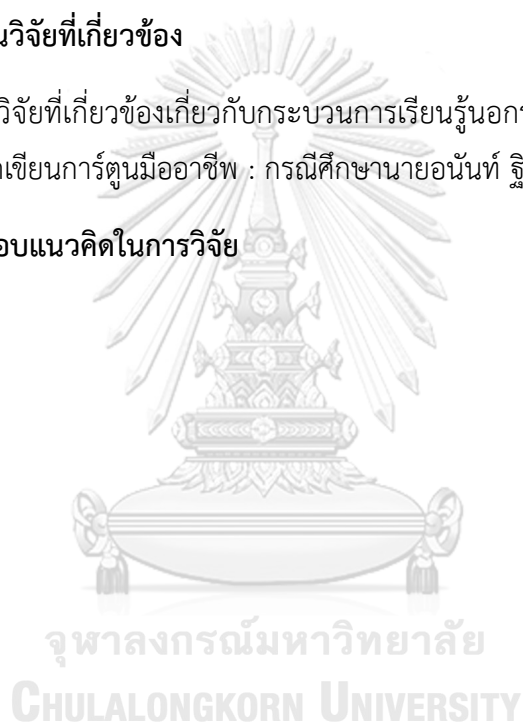 นวิจัยที่เกี่ยวข้อง
วิจัยที่เกี่ยวข้องเกี่ยวกับกระบวนการเรียนรู้นอก
เขียนการ์ตูนมืออาชีพ : กรณีศึกษานายอนันท์
อบแนวคิดในการวิจัย
จุฬาลงกรณ์มหาวิทยาลัย
CHULALONGKORN UNIVERSITY